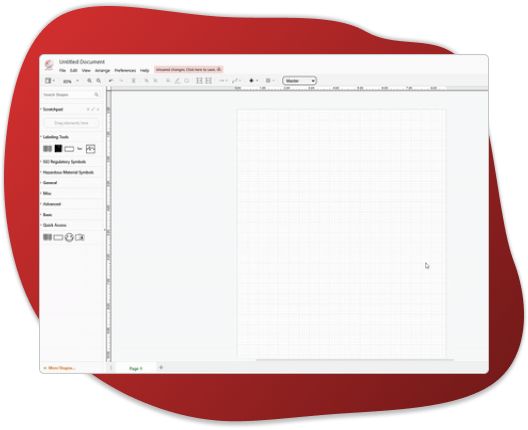 Untitled Document
File Edit View Arrange Preferences Help Unsaved changes. Click here to save.
Master
Search Shapes
Scratchpad
Drag elements here
Labeling Tools
Text
ISO Regulatory Symbols
Hazardous Material Symbols
General
Misc
Advanced
Basic
Quick Access
+ More Shapes...
Page-1